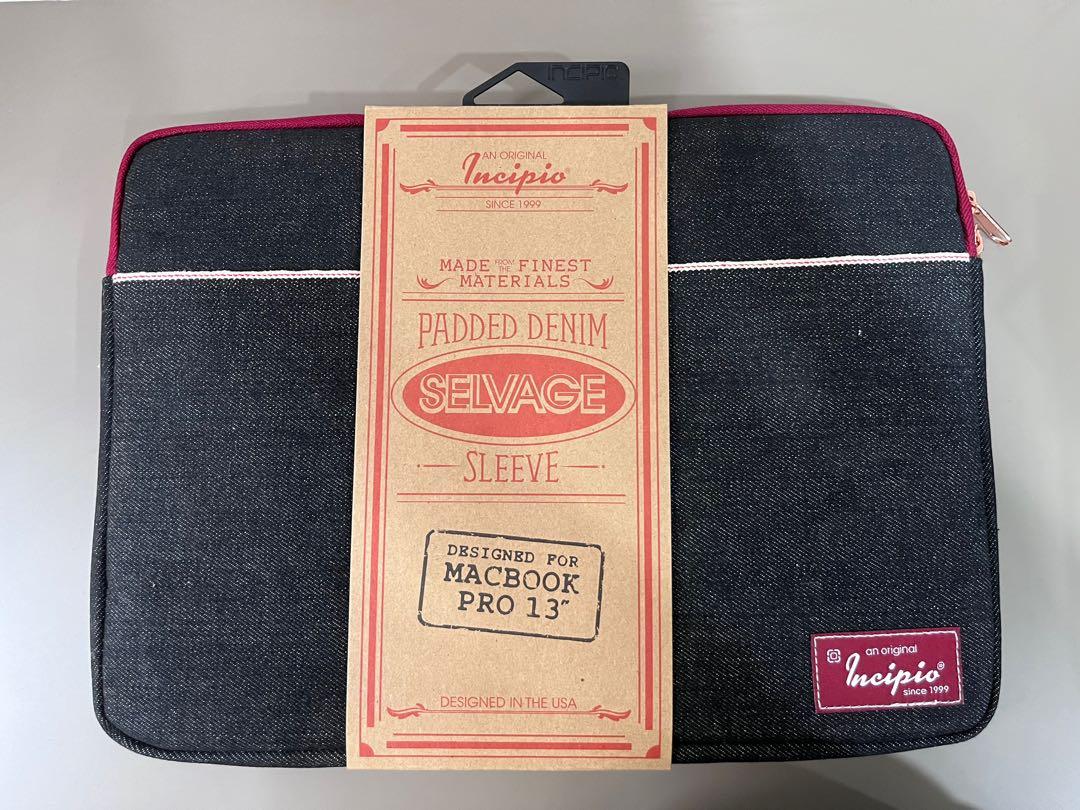 INCIPIO
AN ORIGINAL
Incipio®
SINCE 1999
MADE FROM THE FINEST
MATERIALS
PADDED DENIM
SELVAGE
SLEEVE
DESIGNED FOR
MACBOOK
PRO 13″
DESIGNED IN THE USA
an original
Incipio®
since 1999